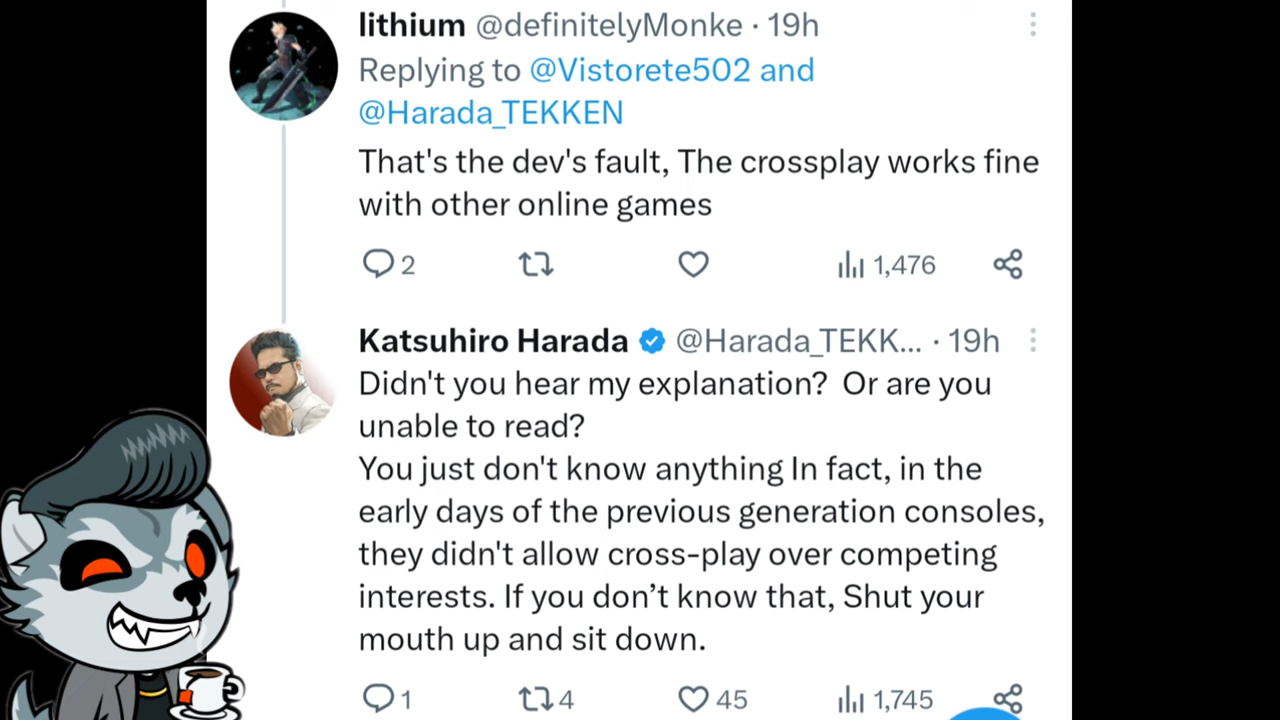 lithium @definitelyMonke · 19h
Replying to @Vistorete502 and
@Harada_TEKKEN
That's the dev's fault, The crossplay works fine
with other online games
2 1,476
Katsuhiro Harada @Harada_TEKK... · 19h
Didn't you hear my explanation? Or are you
unable to read?
You just don't know anything In fact, in the
early days of the previous generation consoles,
they didn't allow cross-play over competing
interests. If you don’t know that, Shut your
mouth up and sit down.
1 4 45 1,745